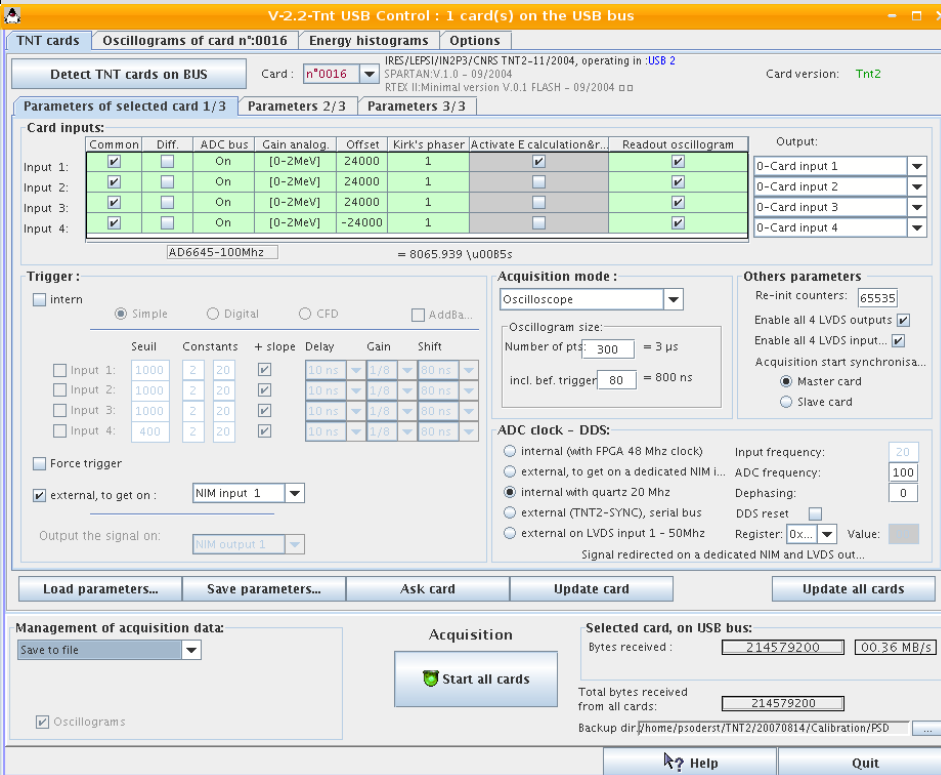 V-2.2-Tnt USB Control : 1 card(s) on the USB bus
TNT cards Oscillograms of card n°:0016 Energy histograms Options
Detect TNT cards on BUS Card : n°0016 IRES/LEPSI/IN2P3/CNRS TNT2-11/2004, operating in :USB 2
SPARTAN:V.1.0 - 09/2004
RTEX II:Minimal version V.0.1 FLASH - 09/2004
Card version: Tnt2
Parameters of selected card 1/3 Parameters 2/3 Parameters 3/3
Card inputs:
Common Diff. ADC bus Gain analog. Offset Kirk's phaser Activate E calculation&r... Readout oscillogram Output:
Input 1: On [0-2MeV] 24000 1 0-Card input 1
Input 2: On [0-2MeV] 24000 1 0-Card input 2
Input 3: On [0-2MeV] 24000 1 0-Card input 3
Input 4: On [0-2MeV] -24000 1 0-Card input 4
AD6645-100Mhz = 8065.939 \u00B5s
Trigger :
intern
Simple Digital CFD AddBa...
Seuil Constants + slope Delay Gain Shift
Input 1: 1000 2 20 10 ns 1/8 80 ns
Input 2: 1000 2 20 10 ns 1/8 80 ns
Input 3: 1000 2 20 10 ns 1/8 80 ns
Input 4: 400 2 20 10 ns 1/8 80 ns
Force trigger
external, to get on : NIM input 1
Output the signal on: NIM output 1
Acquisition mode :
Oscilloscope
Oscillogram size:
Number of pts: 300 = 3 µs
incl. bef. trigger 80 = 800 ns
Others parameters
Re-init counters: 65535
Enable all 4 LVDS outputs
Enable all 4 LVDS input...
Acquisition start synchronisa...
Master card
Slave card
ADC clock - DDS:
internal (with FPGA 48 Mhz clock) Input frequency: 20
external, to get on a dedicated NIM i... ADC frequency: 100
internal with quartz 20 Mhz Dephasing: 0
external (TNT2-SYNC), serial bus DDS reset
external on LVDS input 1 - 50Mhz Register: 0x... Value:
Signal redirected on a dedicated NIM and LVDS out...
Load parameters... Save parameters... Ask card Update card Update all cards
Management of acquisition data:
Save to file
Oscillograms
Acquisition
Start all cards
Selected card, on USB bus:
Bytes received : 214579200 00.36 MB/s
Total bytes received
from all cards: 214579200
Backup dir: /home/psoderst/TNT2/20070814/Calibration/PSD ...
Help Quit